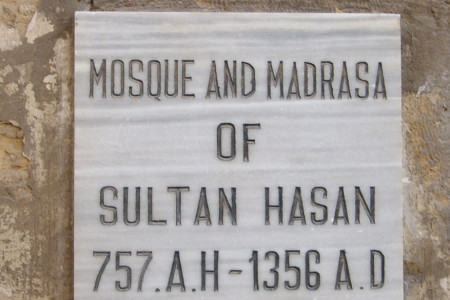 MOSQUE AND MADRASA
OF
SULTAN HASAN
757.A.H-1356 A.D